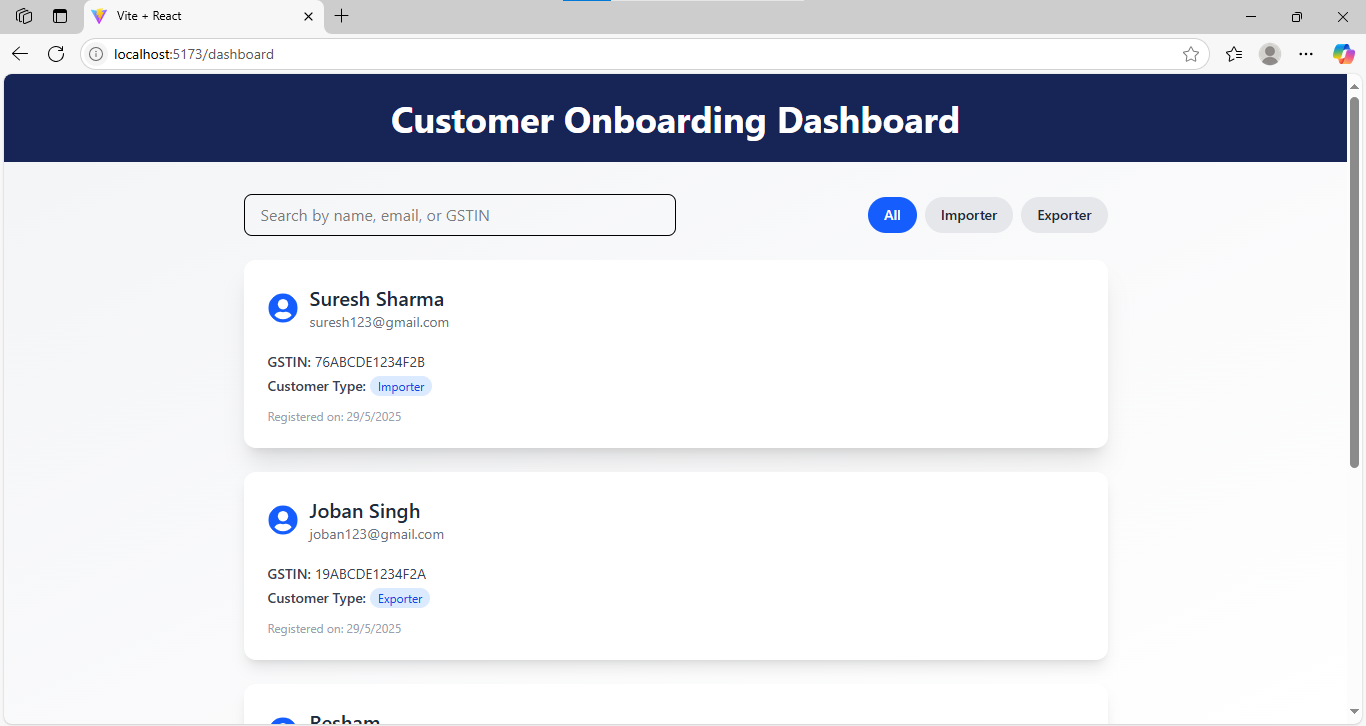 Vite + React
localhost:5173/dashboard
Customer Onboarding Dashboard
Search by name, email, or GSTIN
All
Importer
Exporter
Suresh Sharma
suresh123@gmail.com
GSTIN: 76ABCDE1234F2B
Customer Type: Importer
Registered on: 29/5/2025
Joban Singh
joban123@gmail.com
GSTIN: 19ABCDE1234F2A
Customer Type: Exporter
Registered on: 29/5/2025
Resham